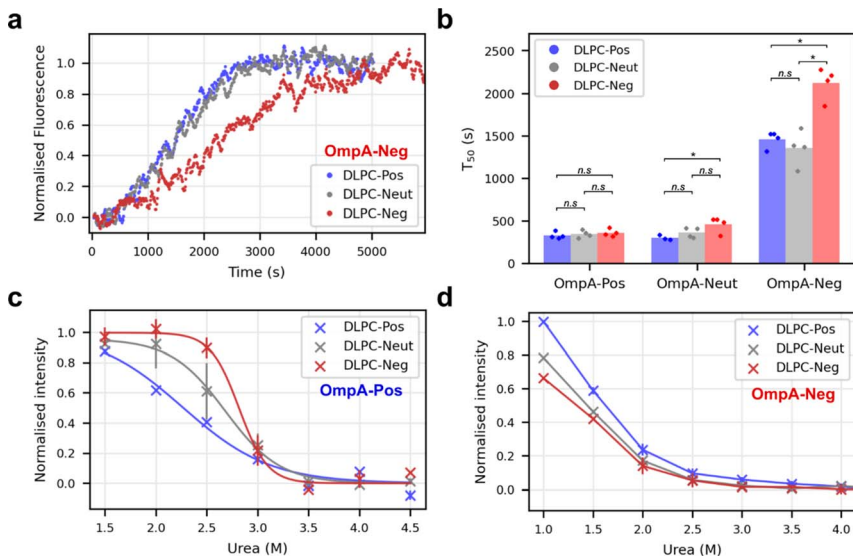 a
Normalised Fluorescence
1.0
0.8
0.6
0.4
0.2
0.0
OmpA-Neg
DLPC-Pos
DLPC-Neut
DLPC-Neg
0 1000 2000 3000 4000 5000
Time (s)
b
T50 (s)
2500
2000
1500
1000
500
0
DLPC-Pos
DLPC-Neut
DLPC-Neg
n.s
n.s
n.s
*
n.s
n.s
*
*
n.s
OmpA-Pos OmpA-Neut OmpA-Neg
c
Normalised intensity
1.0
0.8
0.6
0.4
0.2
0.0
DLPC-Pos
DLPC-Neut
DLPC-Neg
OmpA-Pos
1.5 2.0 2.5 3.0 3.5 4.0 4.5
Urea (M)
d
Normalised intensity
1.0
0.8
0.6
0.4
0.2
0.0
DLPC-Pos
DLPC-Neut
DLPC-Neg
OmpA-Neg
1.0 1.5 2.0 2.5 3.0 3.5 4.0
Urea (M)